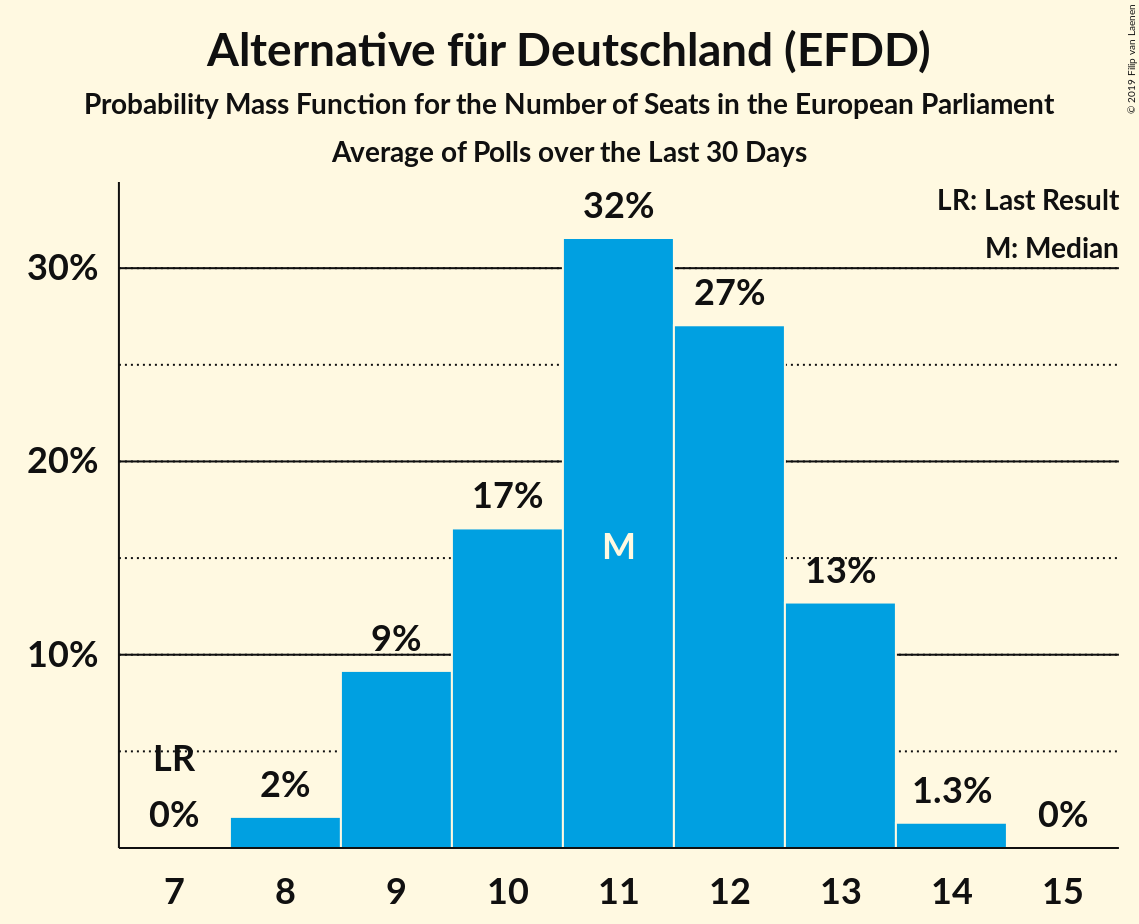 Alternative für Deutschland (EFDD)
Probability Mass Function for the Number of Seats in the European Parliament
Average of Polls over the Last 30 Days
© 2019 Filip van Laenen
LR: Last Result
M: Median
30%
20%
10%
LR
0%
2%
9%
17%
32%
M
27%
13%
1.3%
0%
7 8 9 10 11 12 13 14 15